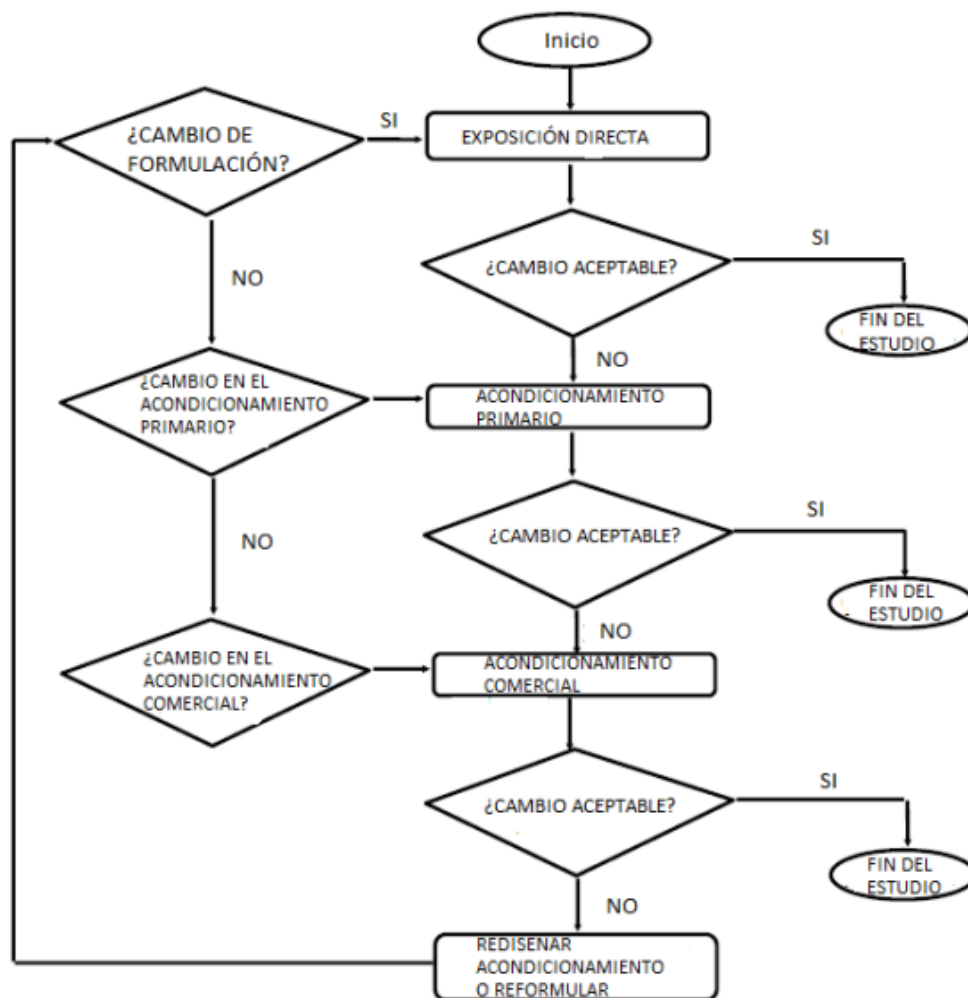 Inicio
¿CAMBIO DE
FORMULACIÓN?
SI
EXPOSICIÓN DIRECTA
¿CAMBIO ACEPTABLE?
SI
FIN DEL
ESTUDIO
NO
NO
¿CAMBIO EN EL
ACONDICIONAMIENTO
PRIMARIO?
ACONDICIONAMIENTO
PRIMARIO
¿CAMBIO ACEPTABLE?
SI
FIN DEL
ESTUDIO
NO
NO
¿CAMBIO EN EL
ACONDICIONAMIENTO
COMERCIAL?
ACONDICIONAMIENTO
COMERCIAL
¿CAMBIO ACEPTABLE?
SI
FIN DEL
ESTUDIO
NO
REDISENAR
ACONDICIONAMIENTO
O REFORMULAR